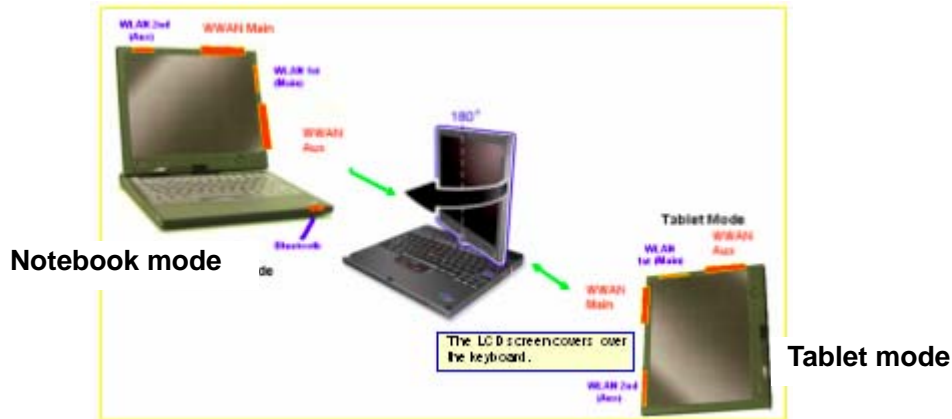 WLAN 2nd
(Aux)
WWAN Main
WLAN 1st
(Main)
WWAN
Aux
180°
Bluetooth
Notebook mode
de
Tablet Mode
WLAN
1st (Main)
WWAN
Aux
WWAN
Main
The LCD screen covers over
the keyboard.
WLAN 2nd
(Aux)
Tablet mode